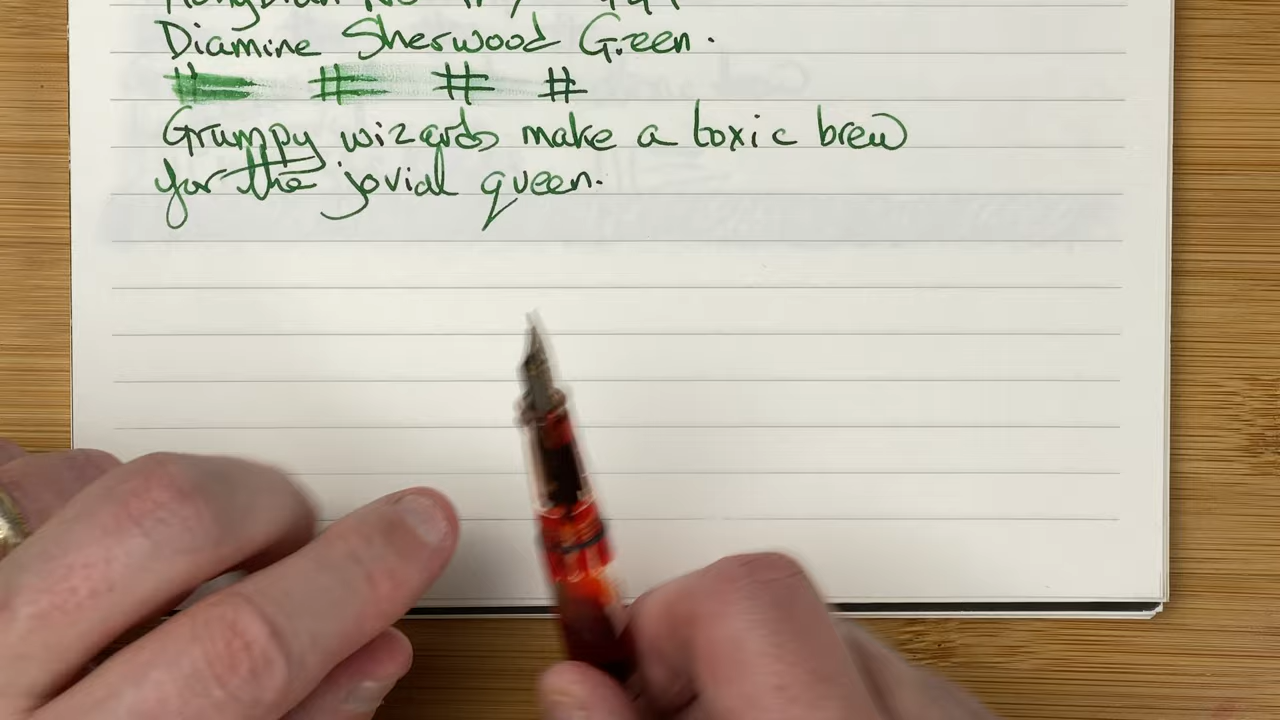 Diamine Sherwood Green.
# # # #
Grumpy wizards make a toxic brew
for the jovial queen.